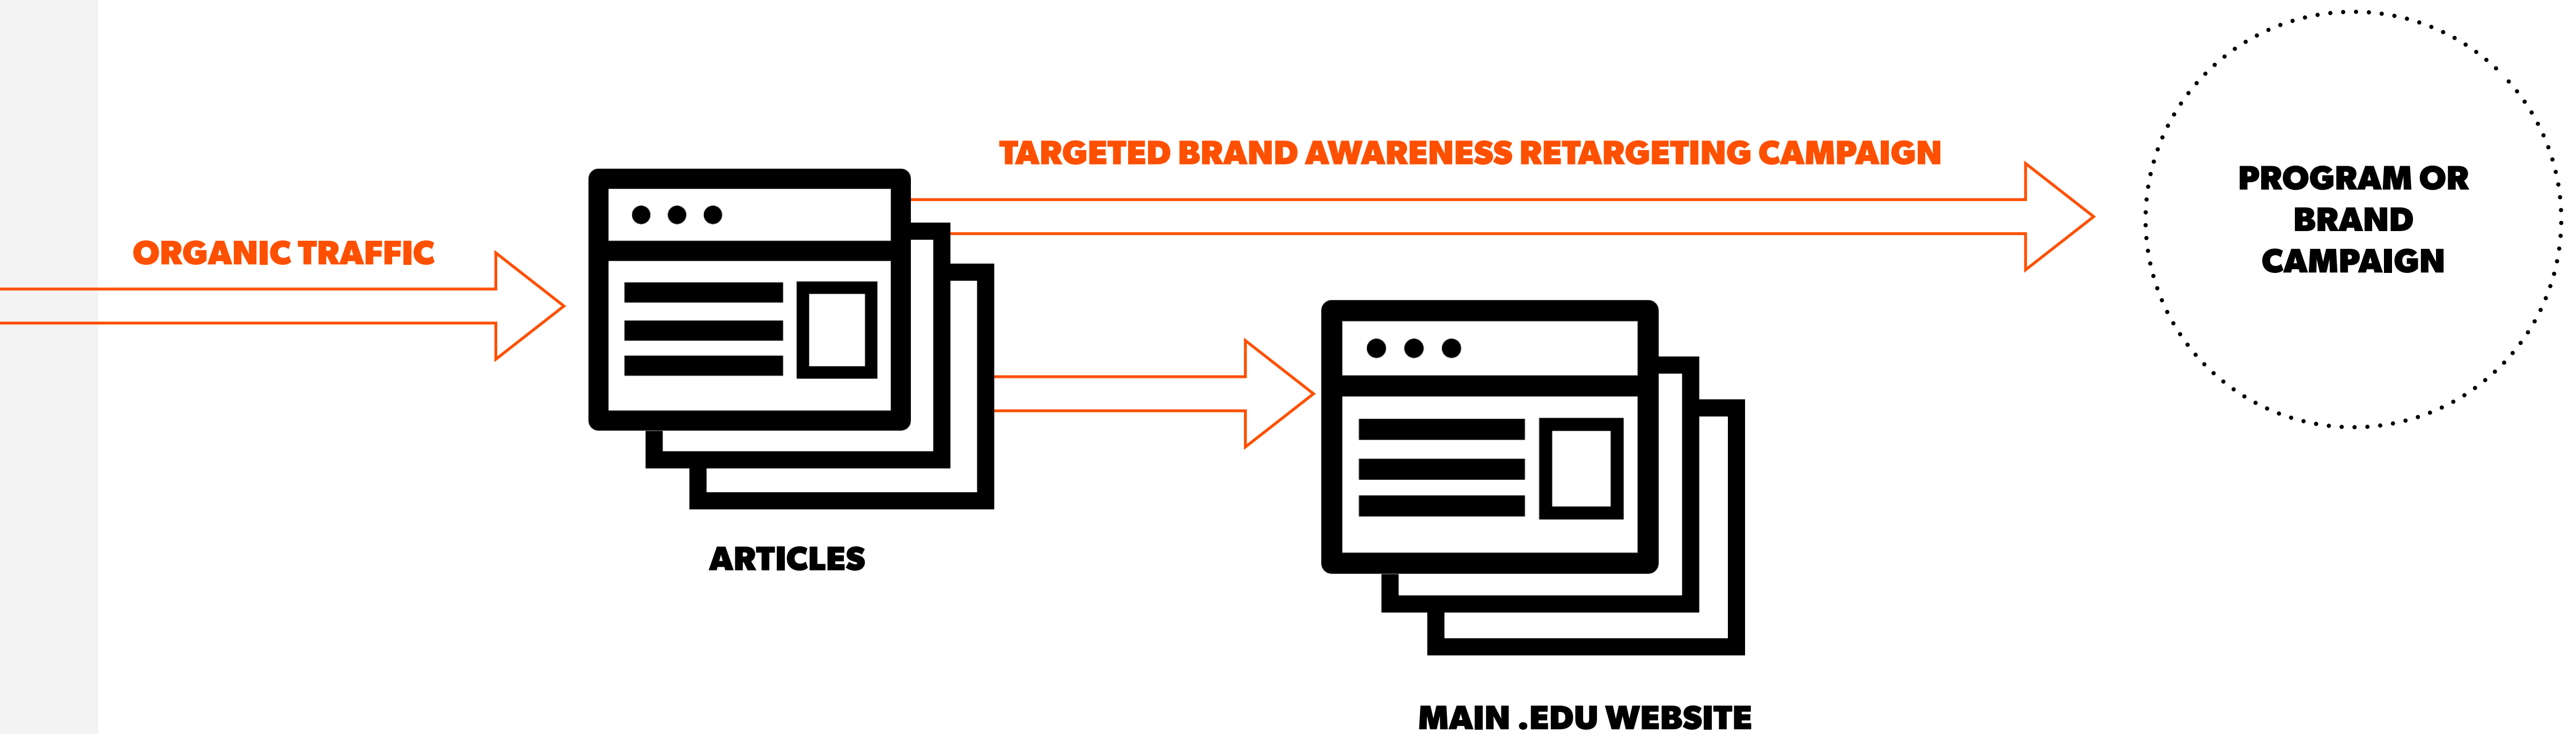 TARGETED BRAND AWARENESS RETARGETING CAMPAIGN
ORGANIC TRAFFIC
PROGRAM OR
BRAND
CAMPAIGN
ARTICLES
MAIN .EDU WEBSITE